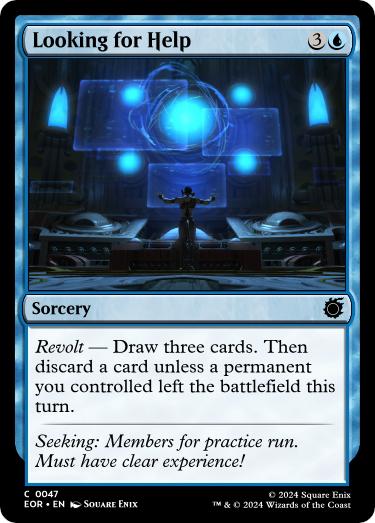 Looking for Help 3
Sorcery
Revolt — Draw three cards. Then
discard a card unless a permanent
you controlled left the battlefield this
turn.
Seeking: Members for practice run.
Must have clear experience!
C 0047
EOR • EN Square Enix
© 2024 Square Enix
™ & © 2024 Wizards of the Coast